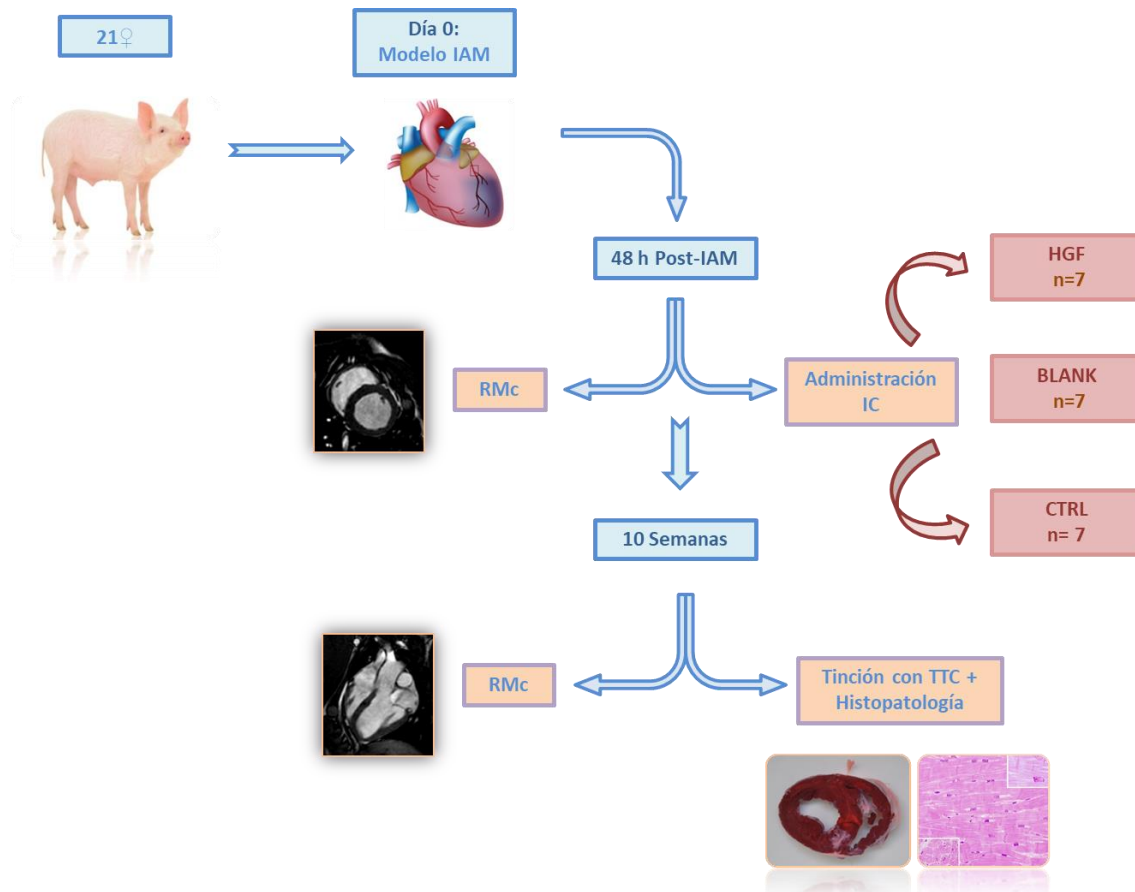 21♀
Día 0:
Modelo IAM
48 h Post-IAM
HGF
n=7
RMc
Administración
IC
BLANK
n=7
CTRL
n= 7
10 Semanas
RMc
Tinción con TTC +
Histopatología